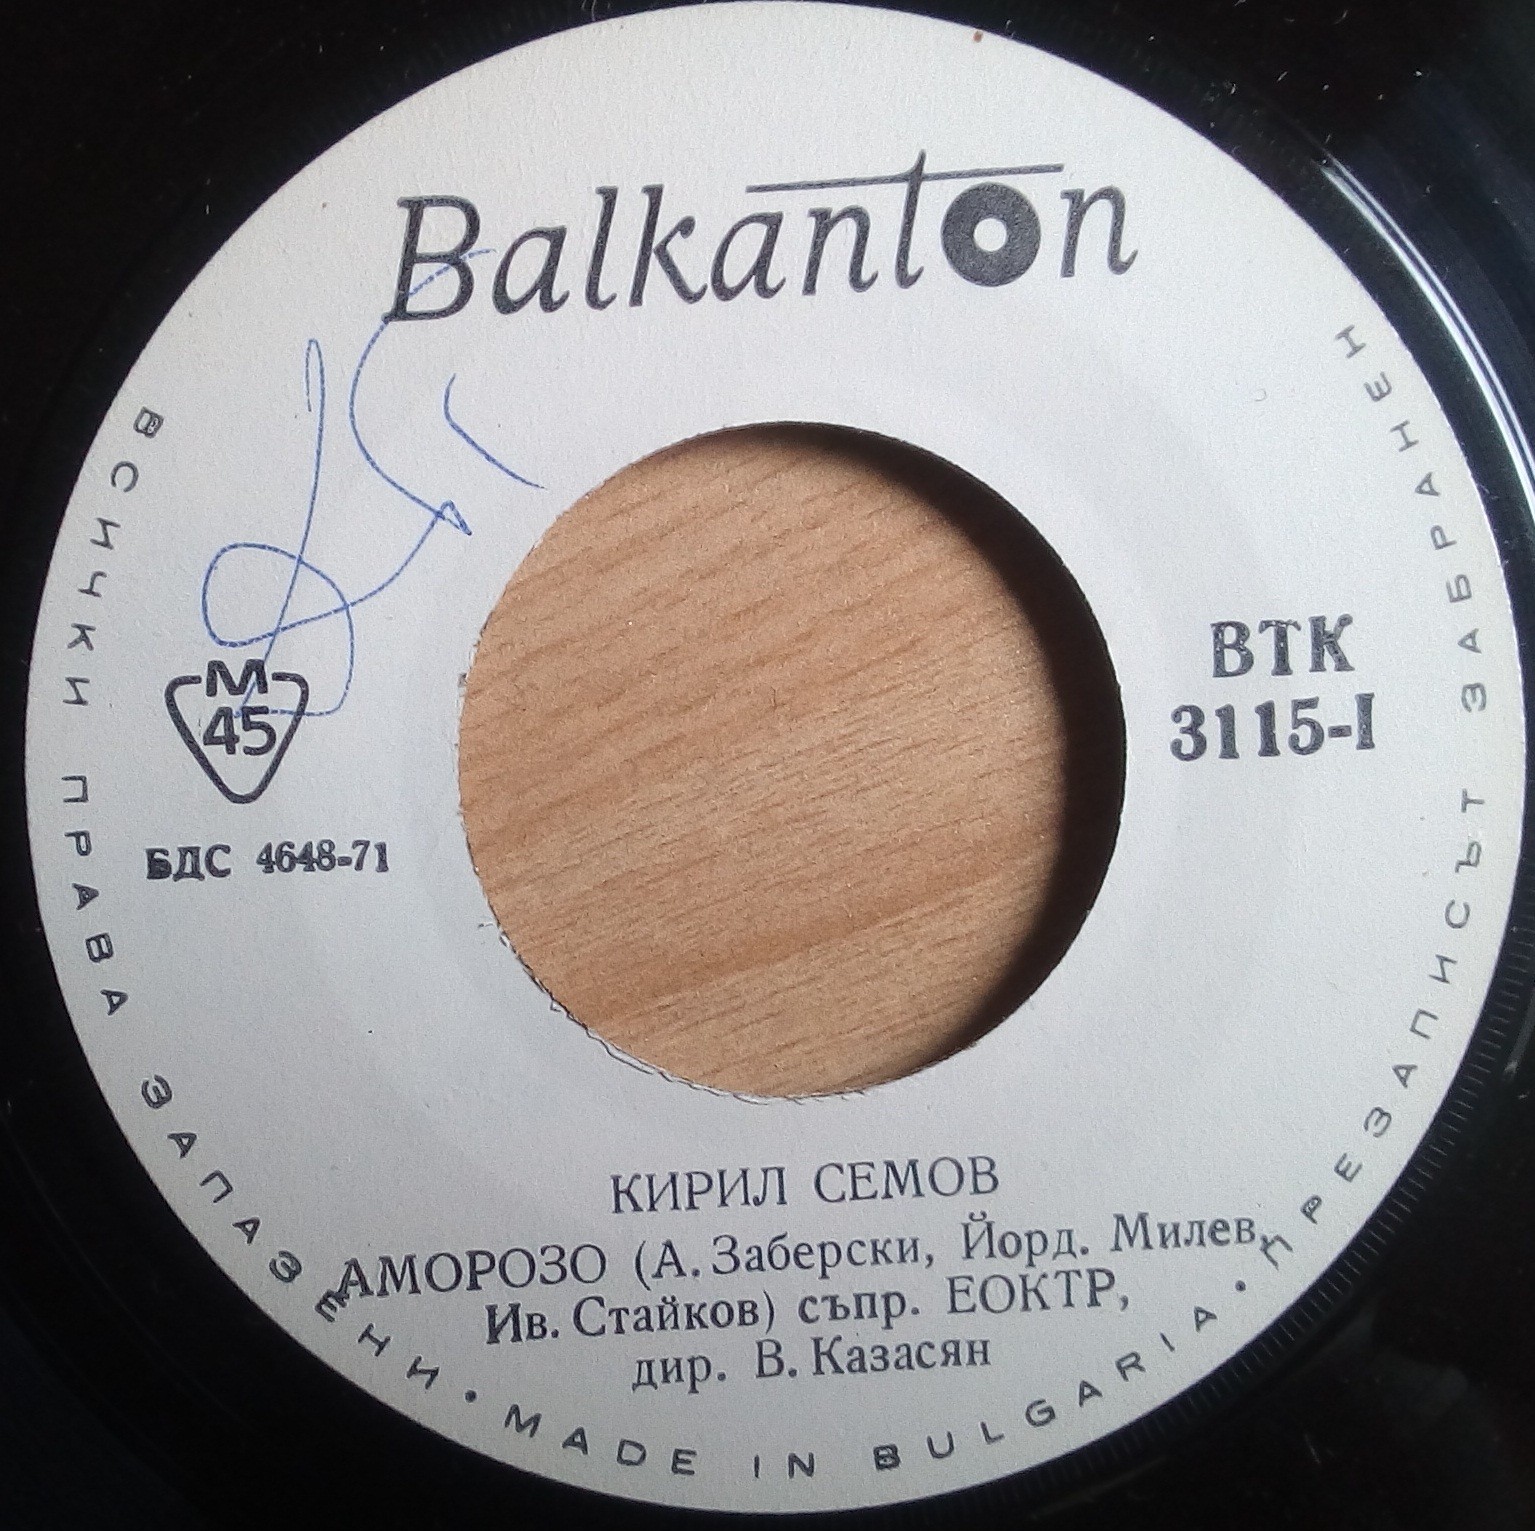 Balkanton
М
45
БДС 4648-71
ВТК
3115-I
КИРИЛ СЕМОВ
АМОРОЗО (А. Заберски, Йорд. Милев,
Ив. Стайков) съпр. ЕОКТР,
дир. В. Казасян
ВСИЧКИ ПРАВА ЗАПАЗЕНИ • MADE IN BULGARIA • ПРЕЗАПИСЪТ ЗАБРАНЕН